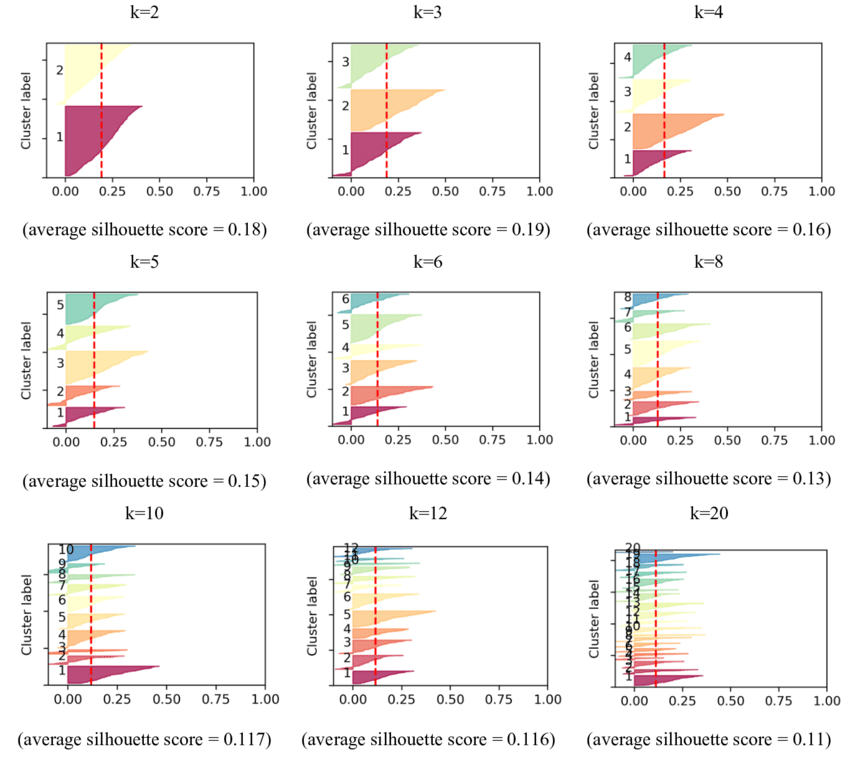 k=2 k=3 k=4
Cluster label Cluster label Cluster label
2 3 4
3
2 2
1 1 1
0.00 0.25 0.50 0.75 1.00 0.00 0.25 0.50 0.75 1.00 0.00 0.25 0.50 0.75 1.00
(average silhouette score = 0.18) (average silhouette score = 0.19) (average silhouette score = 0.16)
k=5 k=6 k=8
Cluster label Cluster label Cluster label
5 6 8
4 5 7
3 4 6
2 3 5
1 2 4
1 3
2
1
0.00 0.25 0.50 0.75 1.00 0.00 0.25 0.50 0.75 1.00 0.00 0.25 0.50 0.75 1.00
(average silhouette score = 0.15) (average silhouette score = 0.14) (average silhouette score = 0.13)
k=10 k=12 k=20
Cluster label Cluster label Cluster label
10 12 20
9
8 8
7 7
6 6
5 5
4 4
3 3
2 2
1 1 1
0.00 0.25 0.50 0.75 1.00 0.00 0.25 0.50 0.75 1.00 0.00 0.25 0.50 0.75 1.00
(average silhouette score = 0.117) (average silhouette score = 0.116) (average silhouette score = 0.11)